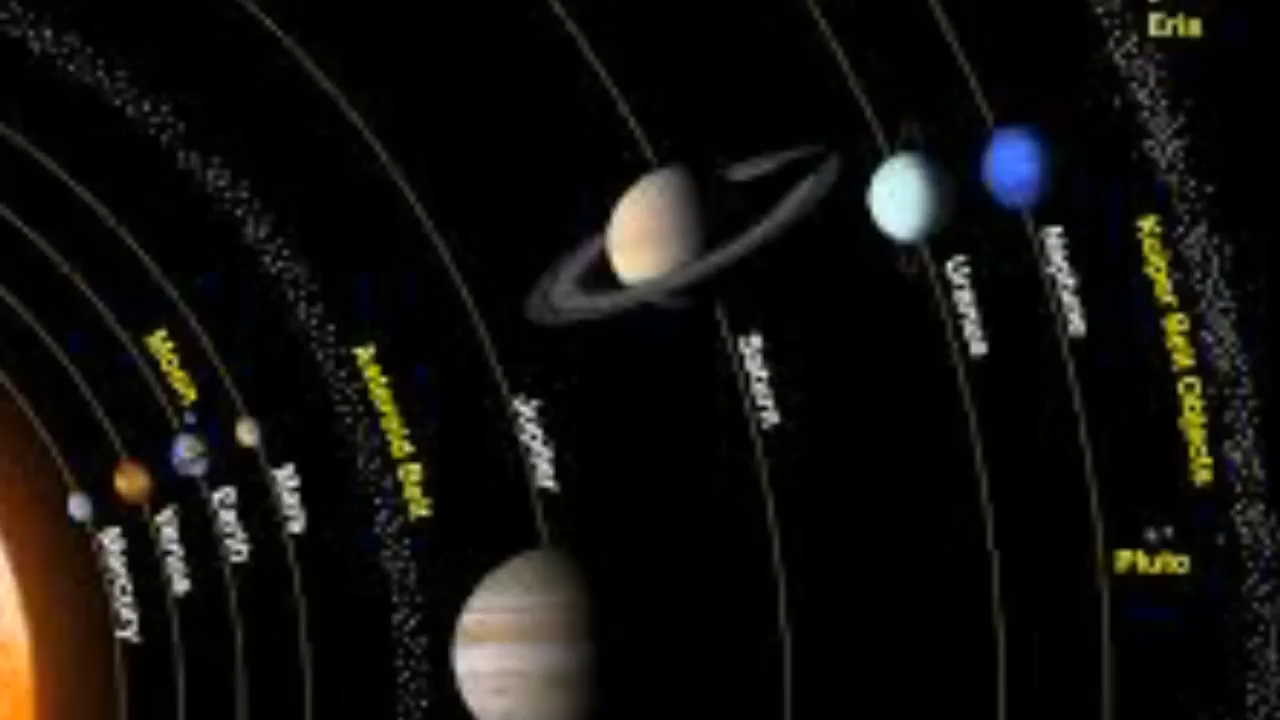 Eris
Mercury
Venus
Earth
Moon
Mars
Asteroid Belt
Jupiter
Saturn
Uranus
Neptune
Kuiper Belt Objects
Pluto